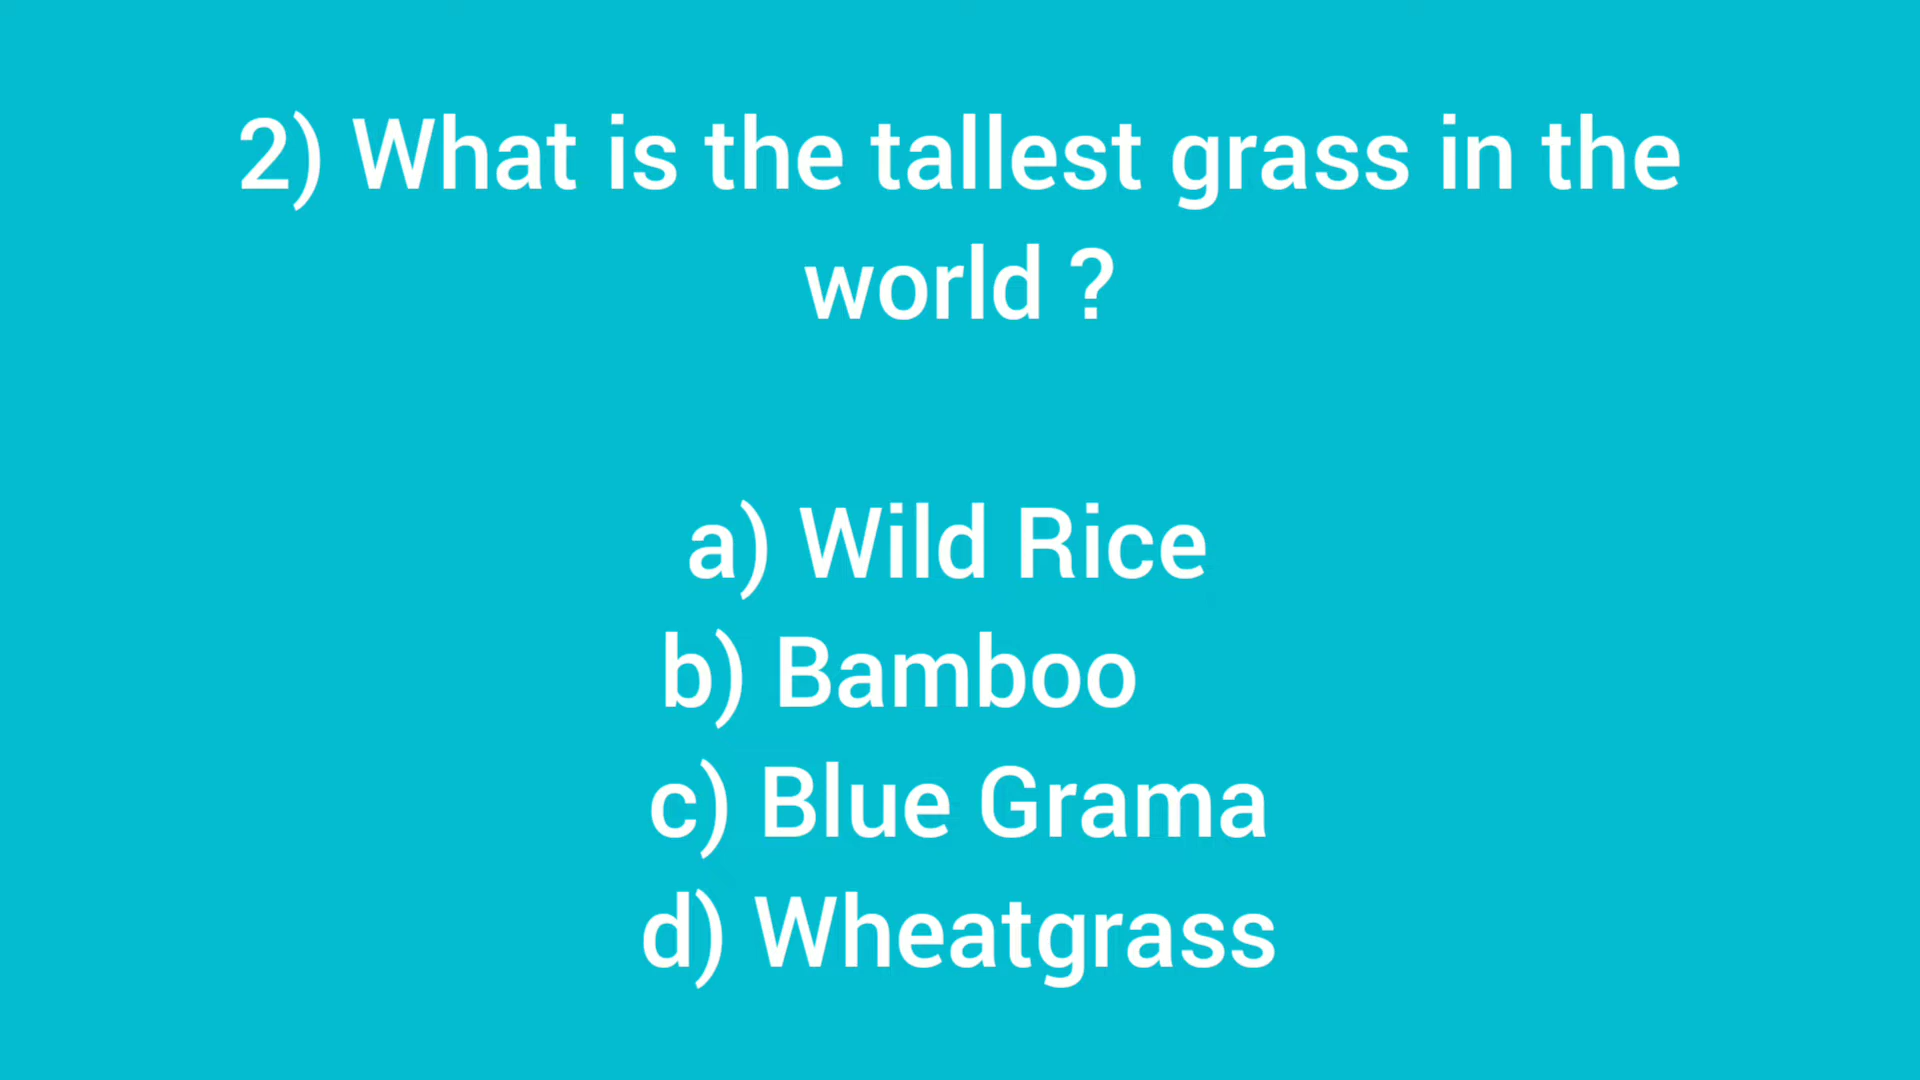 2) What is the tallest grass in the
world ?
a) Wild Rice
b) Bamboo
c) Blue Grama
d) Wheatgrass